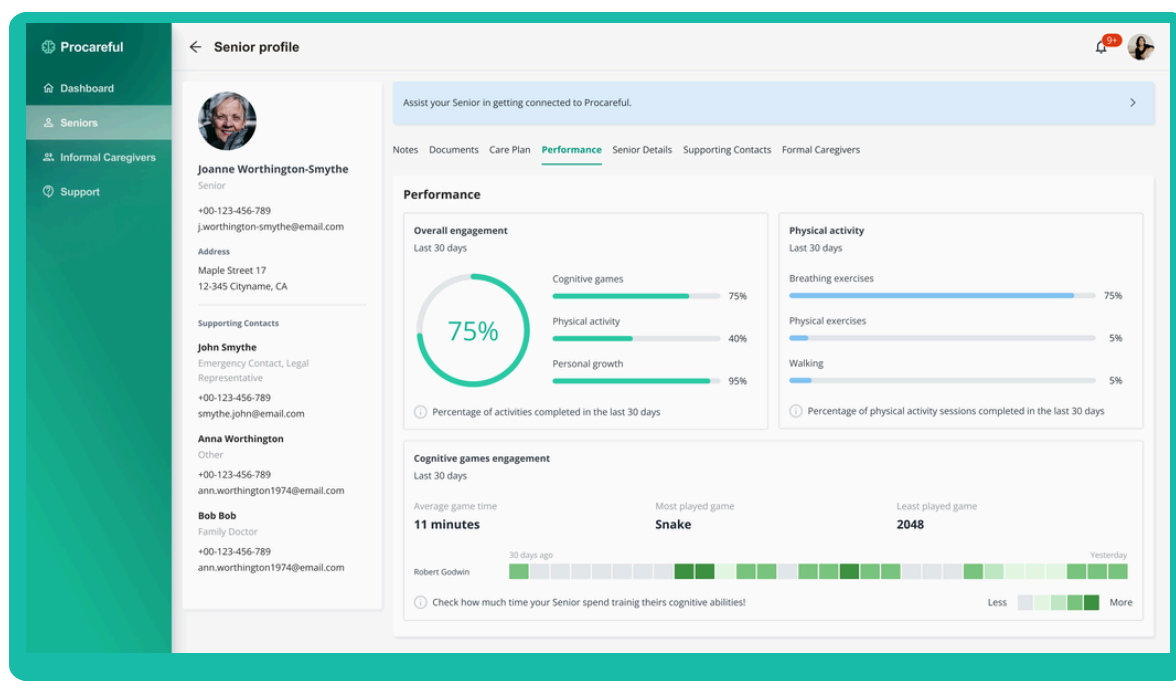 Procareful
Dashboard
Seniors
Informal Caregivers
Support
Senior profile
9+
Joanne Worthington-Smythe
Senior
+00-123-456-789
j.worthington-smythe@email.com
Address
Maple Street 17
12-345 Cityname, CA
Supporting Contacts
John Smythe
Emergency Contact, Legal
Representative
+00-123-456-789
smythe.john@email.com
Anna Worthington
Other
+00-123-456-789
ann.worthington1974@email.com
Bob Bob
Family Doctor
+00-123-456-789
ann.worthington1974@email.com
Assist your Senior in getting connected to Procareful.
Notes Documents Care Plan Performance Senior Details Supporting Contacts Formal Caregivers
Performance
Overall engagement
Last 30 days
75%
Cognitive games
75%
Physical activity
40%
Personal growth
95%
Percentage of activities completed in the last 30 days
Physical activity
Last 30 days
Breathing exercises
75%
Physical exercises
5%
Walking
5%
Percentage of physical activity sessions completed in the last 30 days
Cognitive games engagement
Last 30 days
Average game time
11 minutes
Most played game
Snake
Least played game
2048
30 days ago Yesterday
Robert Godwin
Check how much time your Senior spend trainig theirs cognitive abilities!
Less More